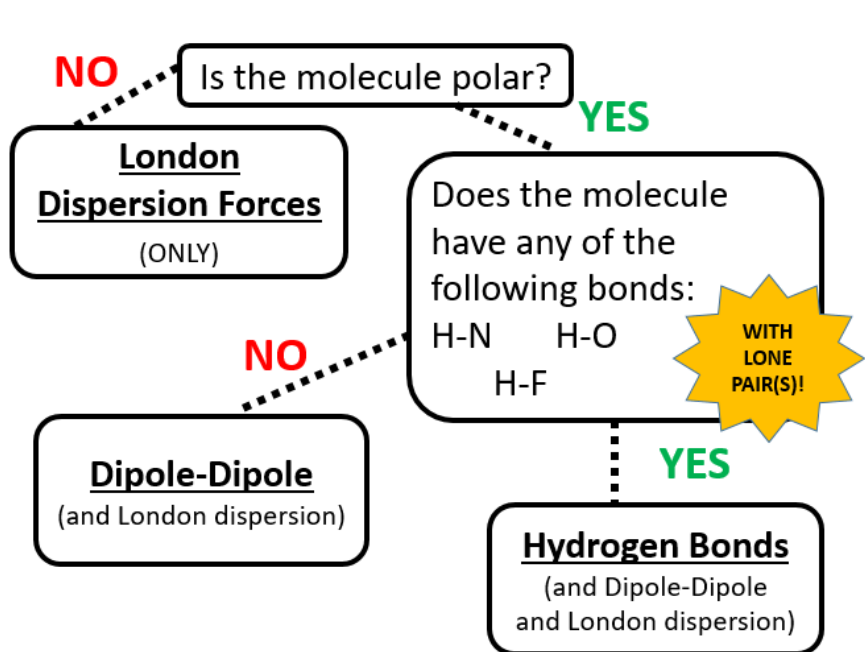 NO
Is the molecule polar?
YES
London
Dispersion Forces
(ONLY)
Does the molecule
have any of the
following bonds:
H-N H-O
H-F
WITH
LONE
PAIR(S)!
NO
Dipole-Dipole
(and London dispersion)
YES
Hydrogen Bonds
(and Dipole-Dipole
and London dispersion)